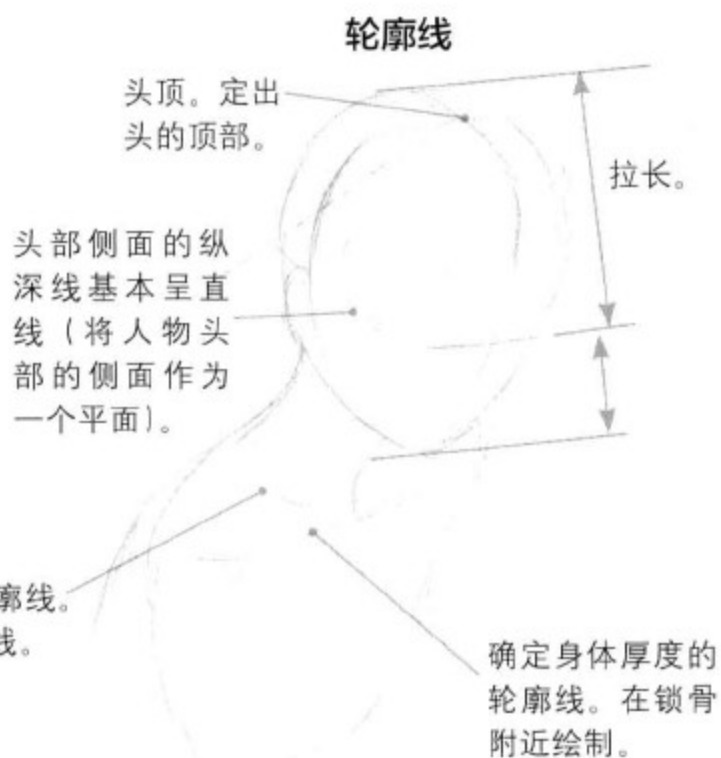 轮廓线
头顶。定出
头的顶部。
拉长。
头部侧面的纵
深线基本呈直
线（将人物头
部的侧面作为
一个平面）。
廓线。
线。
确定身体厚度的
轮廓线。在锁骨
附近绘制。